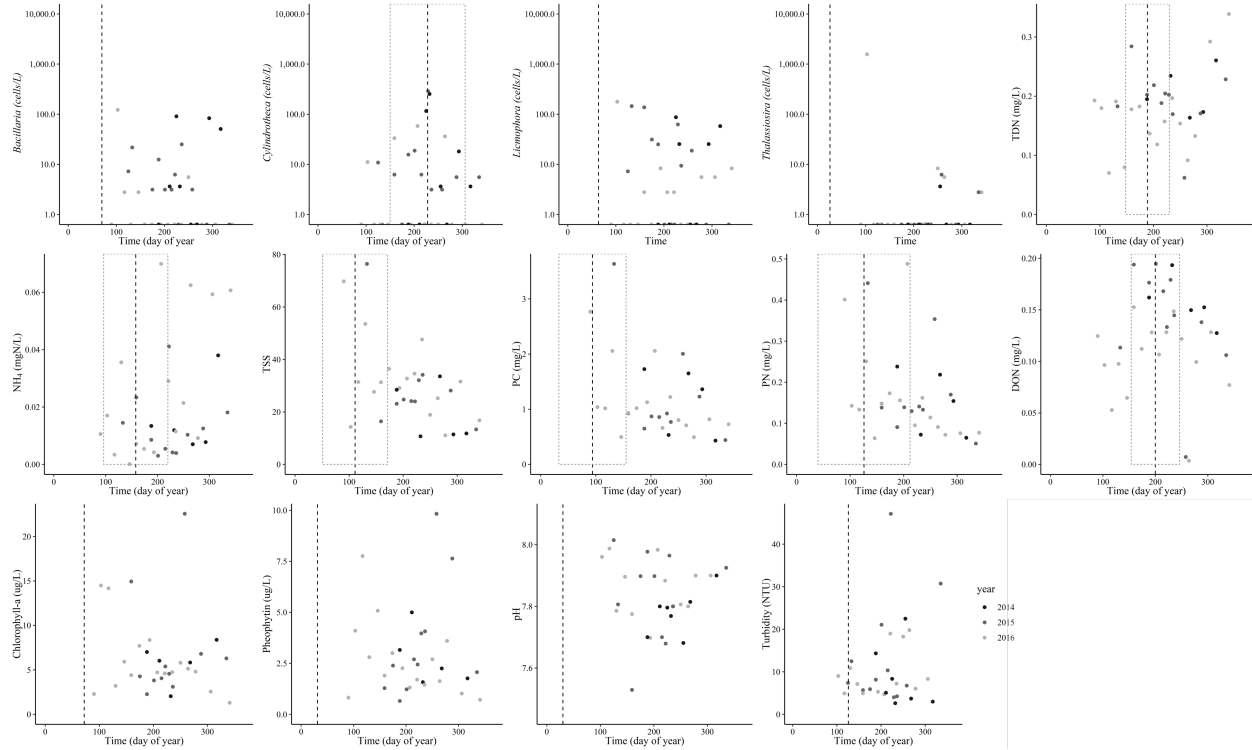 10,000.0 10,000.0 10,000.0 10,000.0
0.3
1,000.0 1,000.0 1,000.0 1,000.0
Bacillaria (cells/L) Cylindrotheca (cells/L) Licmophora (cells/L) Thalassiosira (cells/L) TDN (mg/L)
0.2
100.0 100.0 100.0 100.0
0.1
10.0 10.0 10.0 10.0
1.0 1.0 1.0 1.0 0.0
0 100 200 300 0 100 200 300 0 100 200 300 0 100 200 300 0 100 200 300
Time (day of year Time (day of year) Time Time Time (day of year)
80 0.20
0.06 0.5
60 3 0.4 0.15
NH4 (mgN/L) TSS PC (mg/L) PN (mg/L) DON (mg/L)
0.04
40 2 0.3 0.10
0.02 0.2
20 1 0.05
0.1
0.00 0 0 0.0 0.00
0 100 200 300 0 100 200 300 0 100 200 300 0 100 200 300 0 100 200 300
Time (day of year) Time (day of year) Time (day of year) Time (day of year) Time (day of year)
20 10.0 8.0 40
15 7.5 30
Chlorophyll-a (ug/L) Pheophytin (ug/L) pH Turbidity (NTU)
7.8
10 5.0 20
year
2014
2015
2016
5 2.5 7.6 10
0 0.0 0
0 100 200 300 0 100 200 300 0 100 200 300 0 100 200 300
Time (day of year) Time (day of year) Time (day of year) Time (day of year)